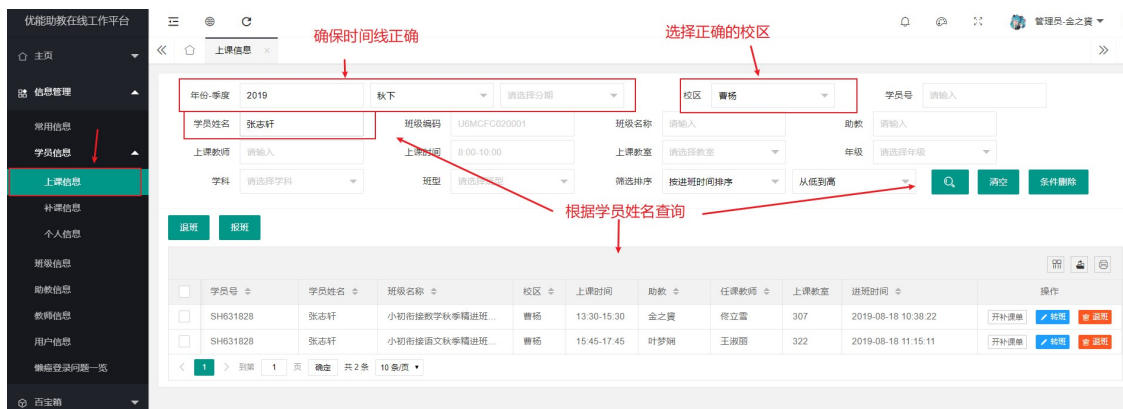 优能助教在线工作平台
管理员-金之簧
主页
上课信息
确保时间线正确
选择正确的校区
信息管理
年份-季度 2019 秋下 请选择分期 校区 曹杨 学员号 请输入
常用信息
学员姓名 张志轩 班级编码 U6MCFC020001 班级名称 请输入 助教 请输入
学员信息
上课教师 请输入 上课时间 8:00-10:00 上课教室 请选择教室 年级 请选择年级
上课信息
学科 请选择学科 班型 筛选排序 按进班时间排序 从低到高 清空 条件删除
补课信息
根据学员姓名查询
个人信息
退班 报班
班级信息
助教信息
学员号 学员姓名 班级名称 校区 上课时间 助教 任课教师 上课教室 进班时间 操作
教师信息
SH631828 张志轩 小初衔接数学秋季精进班... 曹杨 13:30-15:30 金之簧 佟立雪 307 2019-08-18 10:38:22 开补课单 转班 退班
用户信息
SH631828 张志轩 小初衔接语文秋季精进班... 曹杨 15:45-17:45 叶梦娴 王淑丽 322 2019-08-18 11:15:11 开补课单 转班 退班
懒癌登录问题一览
1 到第 1 页 确定 共 2 条 10 条/页
百宝箱